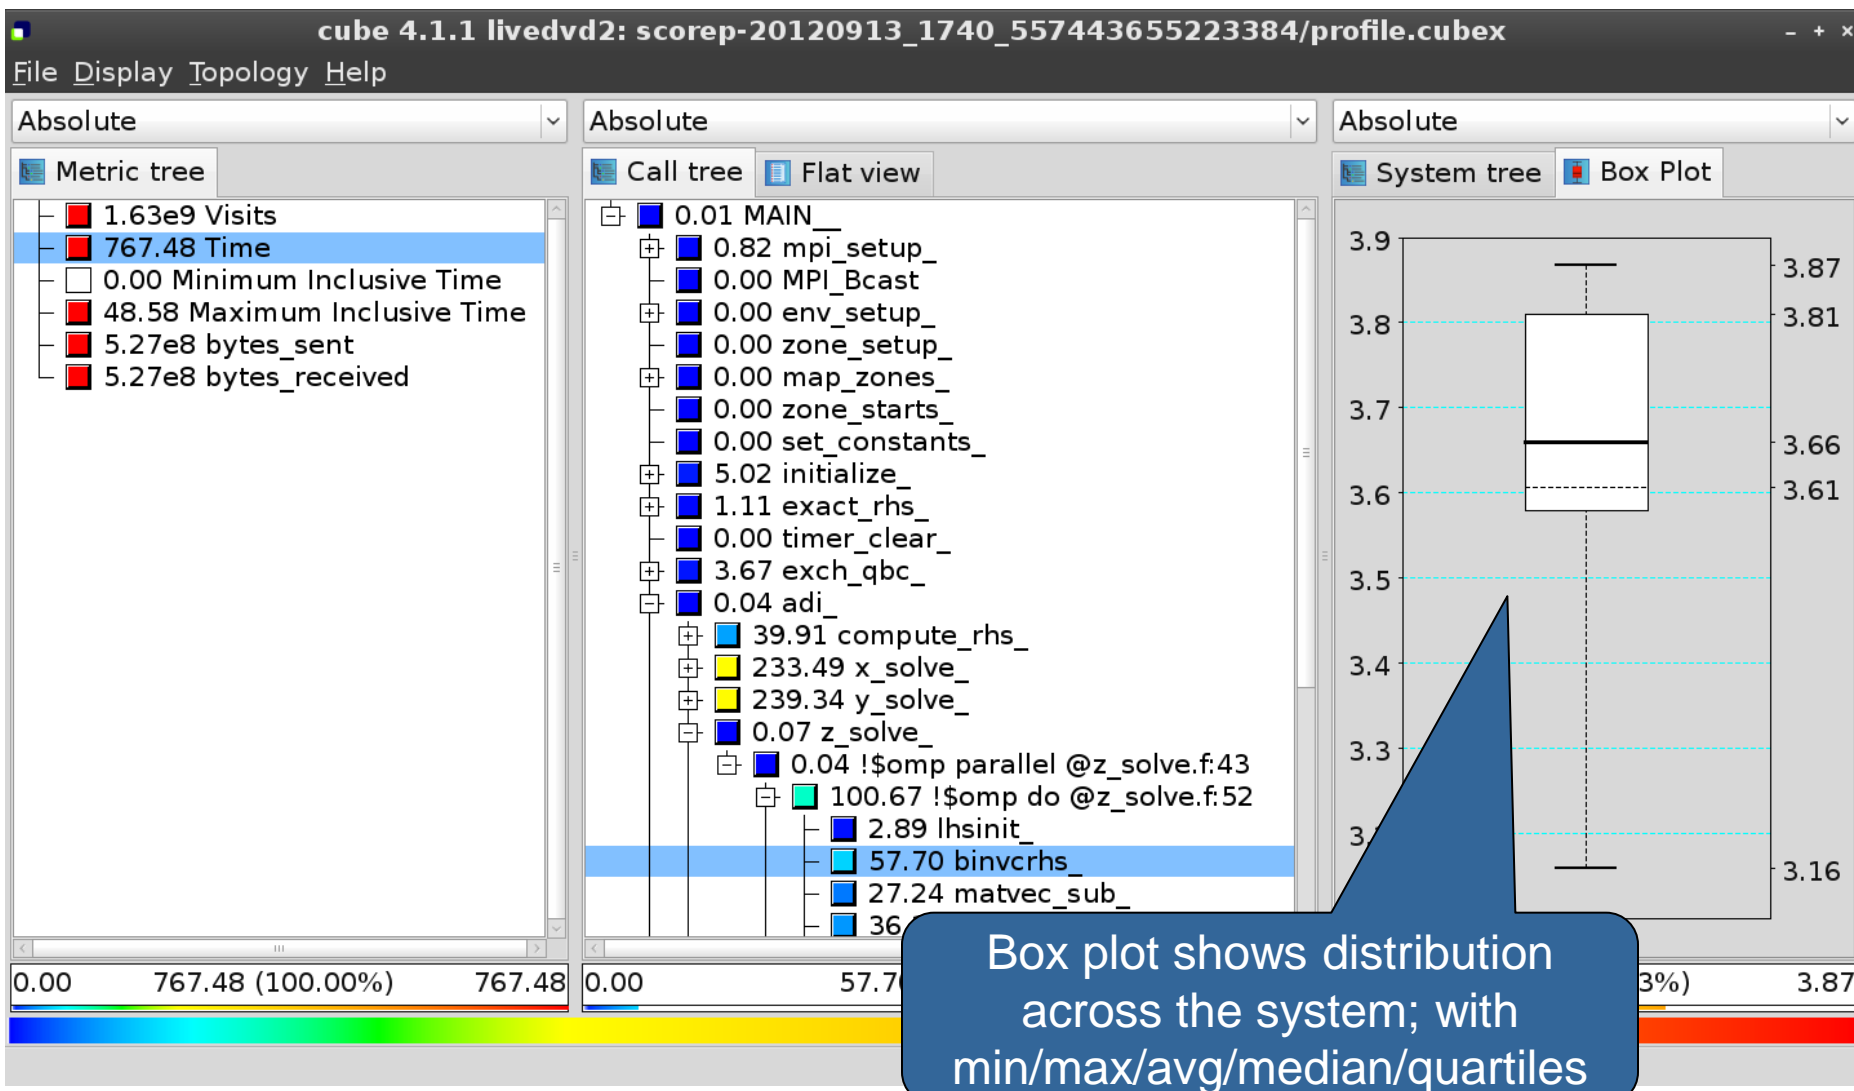 cube 4.1.1 livedvd2: scorep-20120913_1740_557443655223384/profile.cubex
File Display Topology Help
Absolute
Metric tree
1.63e9 Visits
767.48 Time
0.00 Minimum Inclusive Time
48.58 Maximum Inclusive Time
5.27e8 bytes_sent
5.27e8 bytes_received
0.00 767.48 (100.00%) 767.48
Absolute
Call tree Flat view
0.01 MAIN__
0.82 mpi_setup_
0.00 MPI_Bcast
0.00 env_setup_
0.00 zone_setup_
0.00 map_zones_
0.00 zone_starts_
0.00 set_constants_
5.02 initialize_
1.11 exact_rhs_
0.00 timer_clear_
3.67 exch_qbc_
0.04 adi_
39.91 compute_rhs_
233.49 x_solve_
239.34 y_solve_
0.07 z_solve_
0.04 !$omp parallel @z_solve.f:43
100.67 !$omp do @z_solve.f:52
2.89 lhsinit_
57.70 binvcrhs_
27.24 matvec_sub_
36
0.00 57.7
Absolute
System tree Box Plot
3.9
3.87
3.8
3.81
3.7
3.66
3.6
3.61
3.5
3.4
3.3
3.
3.16
3%) 3.87
Box plot shows distribution
across the system; with
min/max/avg/median/quartiles